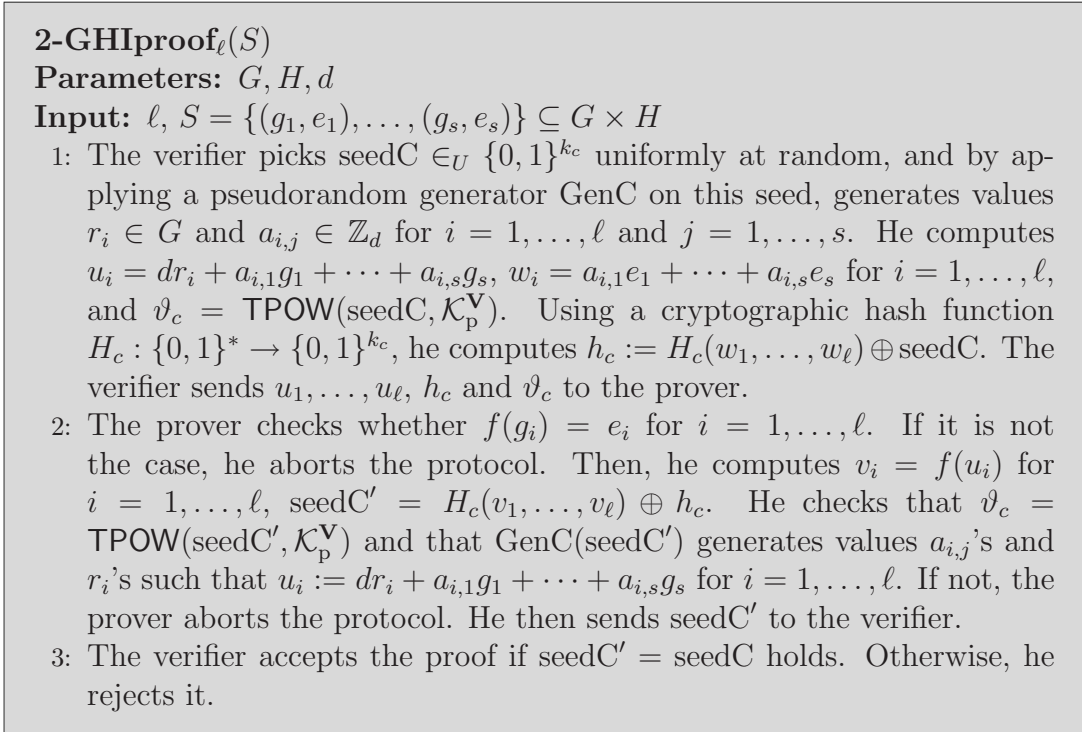 2-GHIproofℓ(S)
Parameters: G, H, d
Input: ℓ, S = {(g₁, e₁), . . . , (gₛ, eₛ)} ⊆ G × H
1: The verifier picks seedC ∈_U {0, 1}^{k_c} uniformly at random, and by ap-
plying a pseudorandom generator GenC on this seed, generates values
r_i ∈ G and a_{i,j} ∈ ℤ_d for i = 1, . . . , ℓ and j = 1, . . . , s. He computes
u_i = dr_i + a_{i,1}g_1 + · · · + a_{i,s}g_s, w_i = a_{i,1}e_1 + · · · + a_{i,s}e_s for i = 1, . . . , ℓ,
and ϑ_c = TPOW(seedC, 𝒦_p^V). Using a cryptographic hash function
H_c : {0, 1}* → {0, 1}^{k_c}, he computes h_c := H_c(w_1, . . . , w_ℓ) ⊕ seedC. The
verifier sends u_1, . . . , u_ℓ, h_c and ϑ_c to the prover.
2: The prover checks whether f(g_i) = e_i for i = 1, . . . , ℓ. If it is not
the case, he aborts the protocol. Then, he computes v_i = f(u_i) for
i = 1, . . . , ℓ, seedC′ = H_c(v_1, . . . , v_ℓ) ⊕ h_c. He checks that ϑ_c =
TPOW(seedC′, 𝒦_p^V) and that GenC(seedC′) generates values a_{i,j}'s and
r_i's such that u_i := dr_i + a_{i,1}g_1 + · · · + a_{i,s}g_s for i = 1, . . . , ℓ. If not, the
prover aborts the protocol. He then sends seedC′ to the verifier.
3: The verifier accepts the proof if seedC′ = seedC holds. Otherwise, he
rejects it.